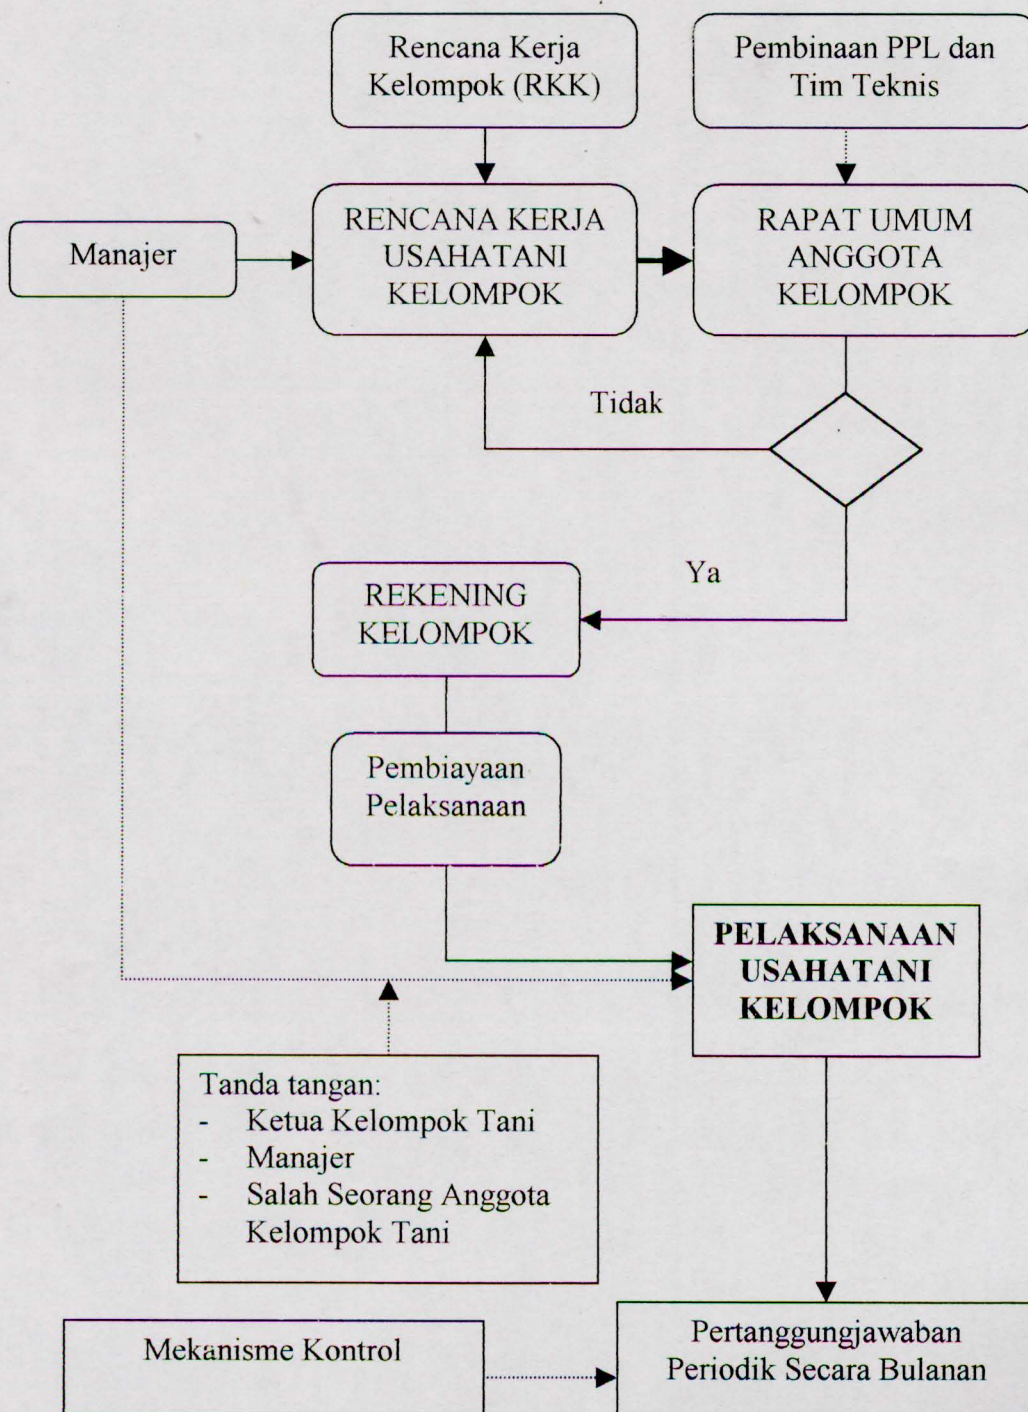 Rencana Kerja
Kelompok (RKK)
Pembinaan PPL dan
Tim Teknis
Manajer
RENCANA KERJA
USAHATANI
KELOMPOK
RAPAT UMUM
ANGGOTA
KELOMPOK
Tidak
Ya
REKENING
KELOMPOK
Pembiayaan
Pelaksanaan
PELAKSANAAN
USAHATANI
KELOMPOK
Tanda tangan:
- Ketua Kelompok Tani
- Manajer
- Salah Seorang Anggota
Kelompok Tani
Mekanisme Kontrol
Pertanggungjawaban
Periodik Secara Bulanan